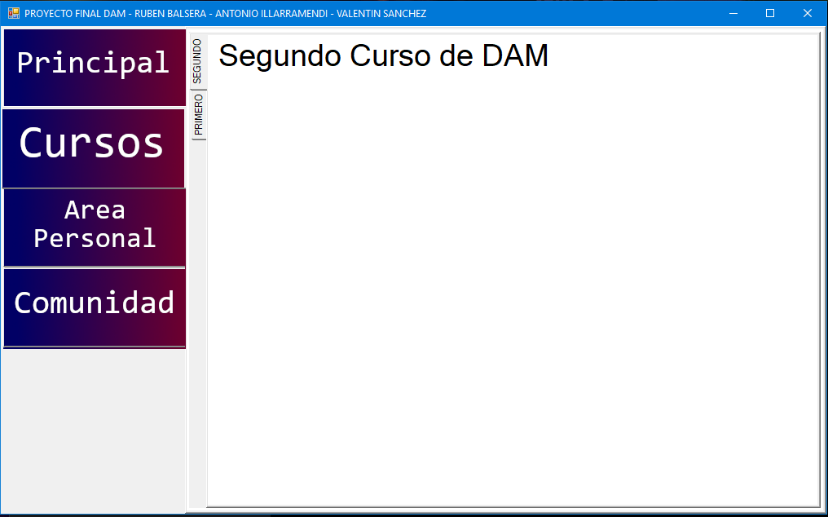 PROYECTO FINAL DAM - RUBEN BALSERA - ANTONIO ILLARRAMENDI - VALENTIN SANCHEZ
Principal
Cursos
Area
Personal
Comunidad
SEGUNDO
PRIMERO
Segundo Curso de DAM